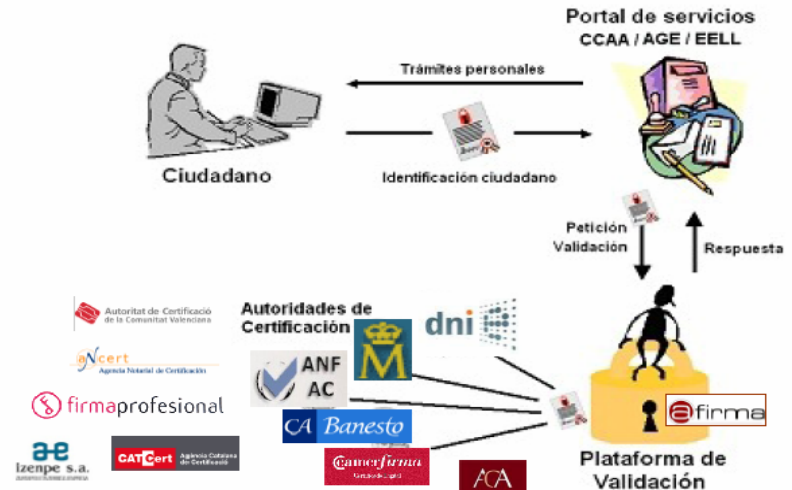 Portal de servicios
CCAA / AGE / EELL
Trámites personales
Ciudadano
Identificación ciudadano
Petición
Validación
Respuesta
Autoritat de Certificació
de la Comunitat Valenciana
Autoridades de
Certificación
dni
M
aNcert
Agencia Notarial de Certificación
ANF
AC
firmaprofesional
CA Banesto
@firma
Camerfirma
Izenpe s.a.
CATCert
Agència Catalana
de Certificació
ACA
Plataforma de
Validación